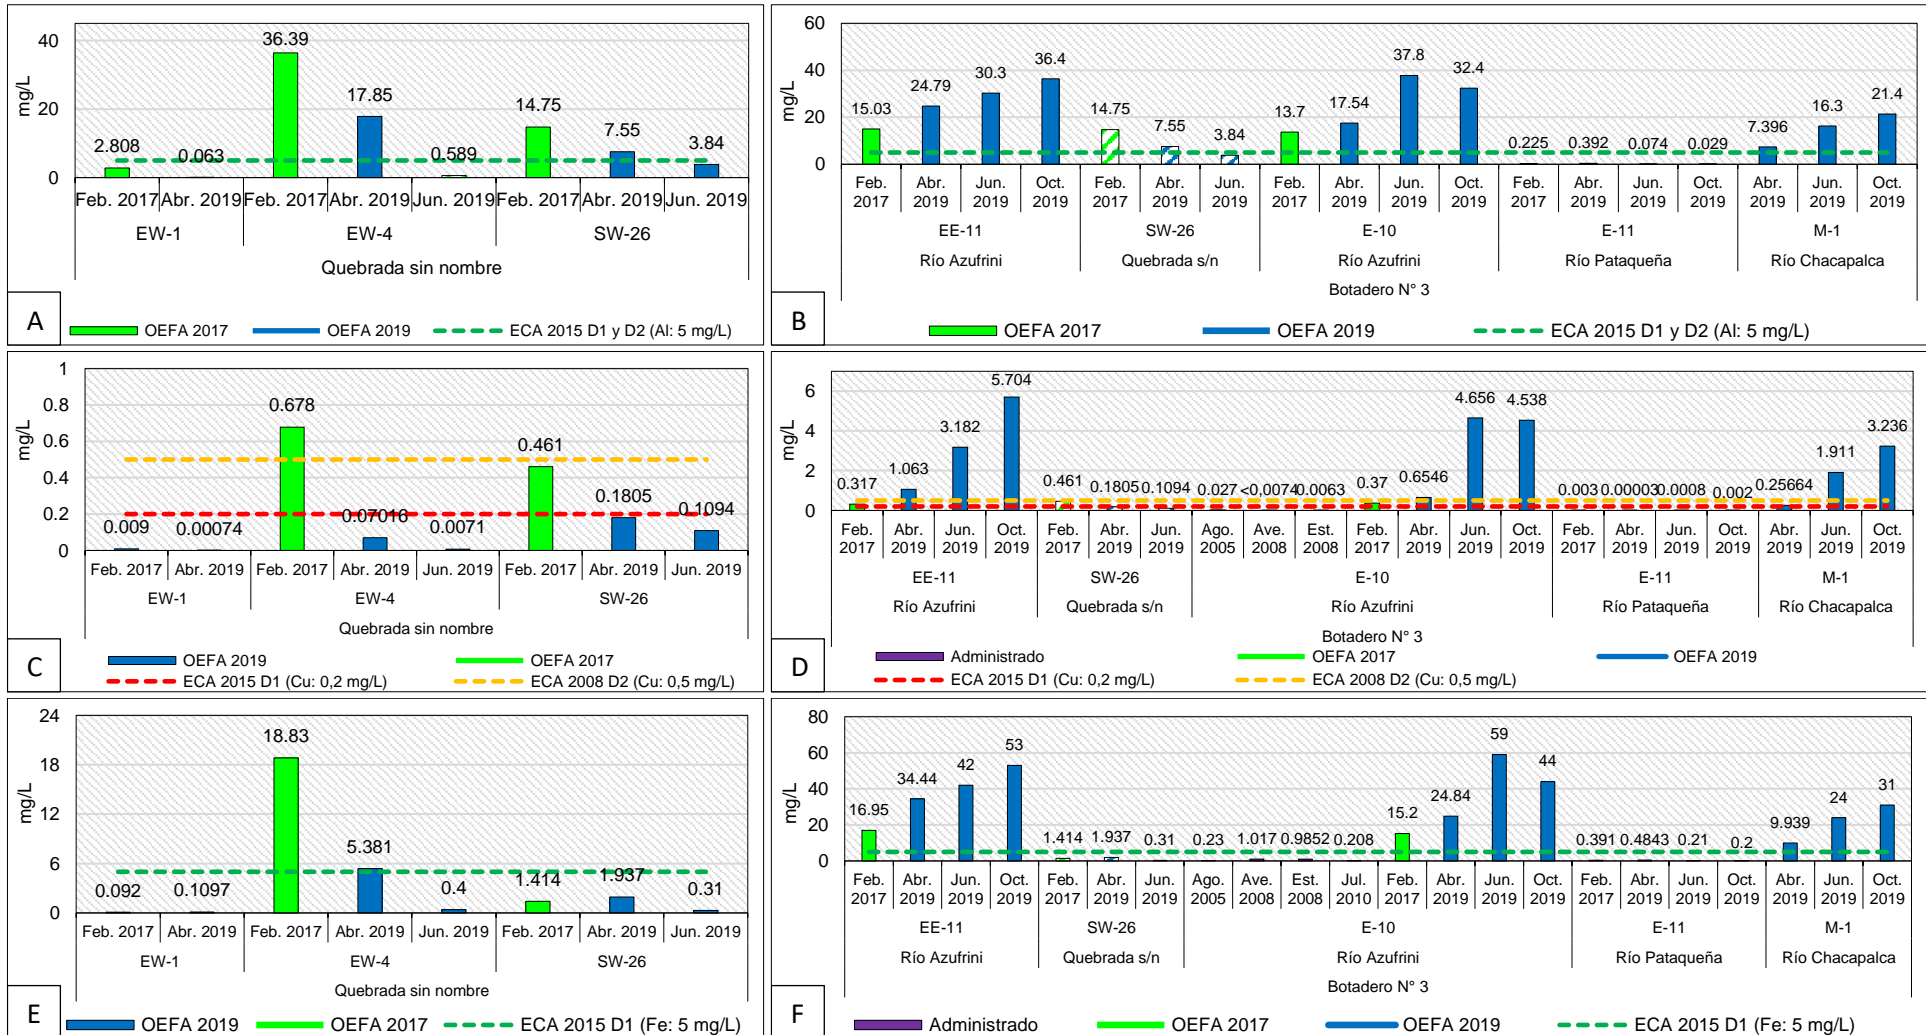 mg/L
40
20
0
2.808
0.063
36.39
17.85
0.589
14.75
7.55
3.84
Feb. 2017 Abr. 2019 Feb. 2017 Abr. 2019 Jun. 2019 Feb. 2017 Abr. 2019 Jun. 2019
EW-1 EW-4 SW-26
Quebrada sin nombre
A
OEFA 2017 OEFA 2019 ECA 2015 D1 y D2 (Al: 5 mg/L)
mg/L
60
40
20
0
15.03 24.79 30.3 36.4 14.75 7.55 3.84 13.7 17.54 37.8 32.4 0.225 0.392 0.074 0.029 7.396 16.3 21.4
Feb. Abr. Jun. Oct. Feb. Abr. Jun. Feb. Abr. Jun. Oct. Feb. Abr. Jun. Oct. Abr. Jun. Oct.
2017 2019 2019 2019 2017 2019 2019 2017 2019 2019 2019 2017 2019 2019 2019 2019 2019 2019
EE-11 SW-26 E-10 E-11 M-1
Río Azufrini Quebrada s/n Río Azufrini Río Pataqueña Río Chacapalca
Botadero N° 3
B
OEFA 2017 OEFA 2019 ECA 2015 D1 y D2 (Al: 5 mg/L)
mg/L
1
0.8
0.6
0.4
0.2
0
0.009 0.00074 0.678 0.07016 0.0071 0.461 0.1805 0.1094
Feb. 2017 Abr. 2019 Feb. 2017 Abr. 2019 Jun. 2019 Feb. 2017 Abr. 2019 Jun. 2019
EW-1 EW-4 SW-26
Quebrada sin nombre
C
OEFA 2019 OEFA 2017
ECA 2015 D1 (Cu: 0,2 mg/L) ECA 2008 D2 (Cu: 0,5 mg/L)
mg/L
6
4
2
0
0.317 1.063 3.182 5.704 0.461 0.1805 0.1094 0.027 <0,0074 0.0063 0.37 0.6546 4.656 4.538 0.003 0.00003 0.0008 0.002 0.25664 1.911 3.236
Feb. Abr. Jun. Oct. Feb. Abr. Jun. Ago. Ave. Est. Feb. Abr. Jun. Oct. Feb. Abr. Jun. Oct. Abr. Jun. Oct.
2017 2019 2019 2019 2017 2019 2019 2005 2008 2008 2017 2019 2019 2019 2017 2019 2019 2019 2019 2019 2019
EE-11 SW-26 E-10 E-11 M-1
Río Azufrini Quebrada s/n Río Azufrini Río Pataqueña Río Chacapalca
Botadero N° 3
D
Administrado OEFA 2017 OEFA 2019
ECA 2015 D1 (Cu: 0,2 mg/L) ECA 2008 D2 (Cu: 0,5 mg/L)
mg/L
24
18
12
6
0
0.092 0.1097 18.83 5.381 0.4 1.414 1.937 0.31
Feb. 2017 Abr. 2019 Feb. 2017 Abr. 2019 Jun. 2019 Feb. 2017 Abr. 2019 Jun. 2019
EW-1 EW-4 SW-26
Quebrada sin nombre
E
OEFA 2019 OEFA 2017 ECA 2015 D1 (Fe: 5 mg/L)
mg/L
80
60
40
20
0
16.95 34.44 42 53 1.414 1.937 0.31 0.23 1.017 0.9852 0.208 15.2 24.84 59 44 0.391 0.4843 0.21 0.2 9.939 24 31
Feb. Abr. Jun. Oct. Feb. Abr. Jun. Ago. Ave. Est. Jul. Feb. Abr. Jun. Oct. Feb. Abr. Jun. Oct. Abr. Jun. Oct.
2017 2019 2019 2019 2017 2019 2019 2005 2008 2008 2010 2017 2019 2019 2019 2017 2019 2019 2019 2019 2019 2019
EE-11 SW-26 E-10 E-11 M-1
Río Azufrini Quebrada s/n Río Azufrini Río Pataqueña Río Chacapalca
Botadero N° 3
F
Administrado OEFA 2017 OEFA 2019 ECA 2015 D1 (Fe: 5 mg/L)